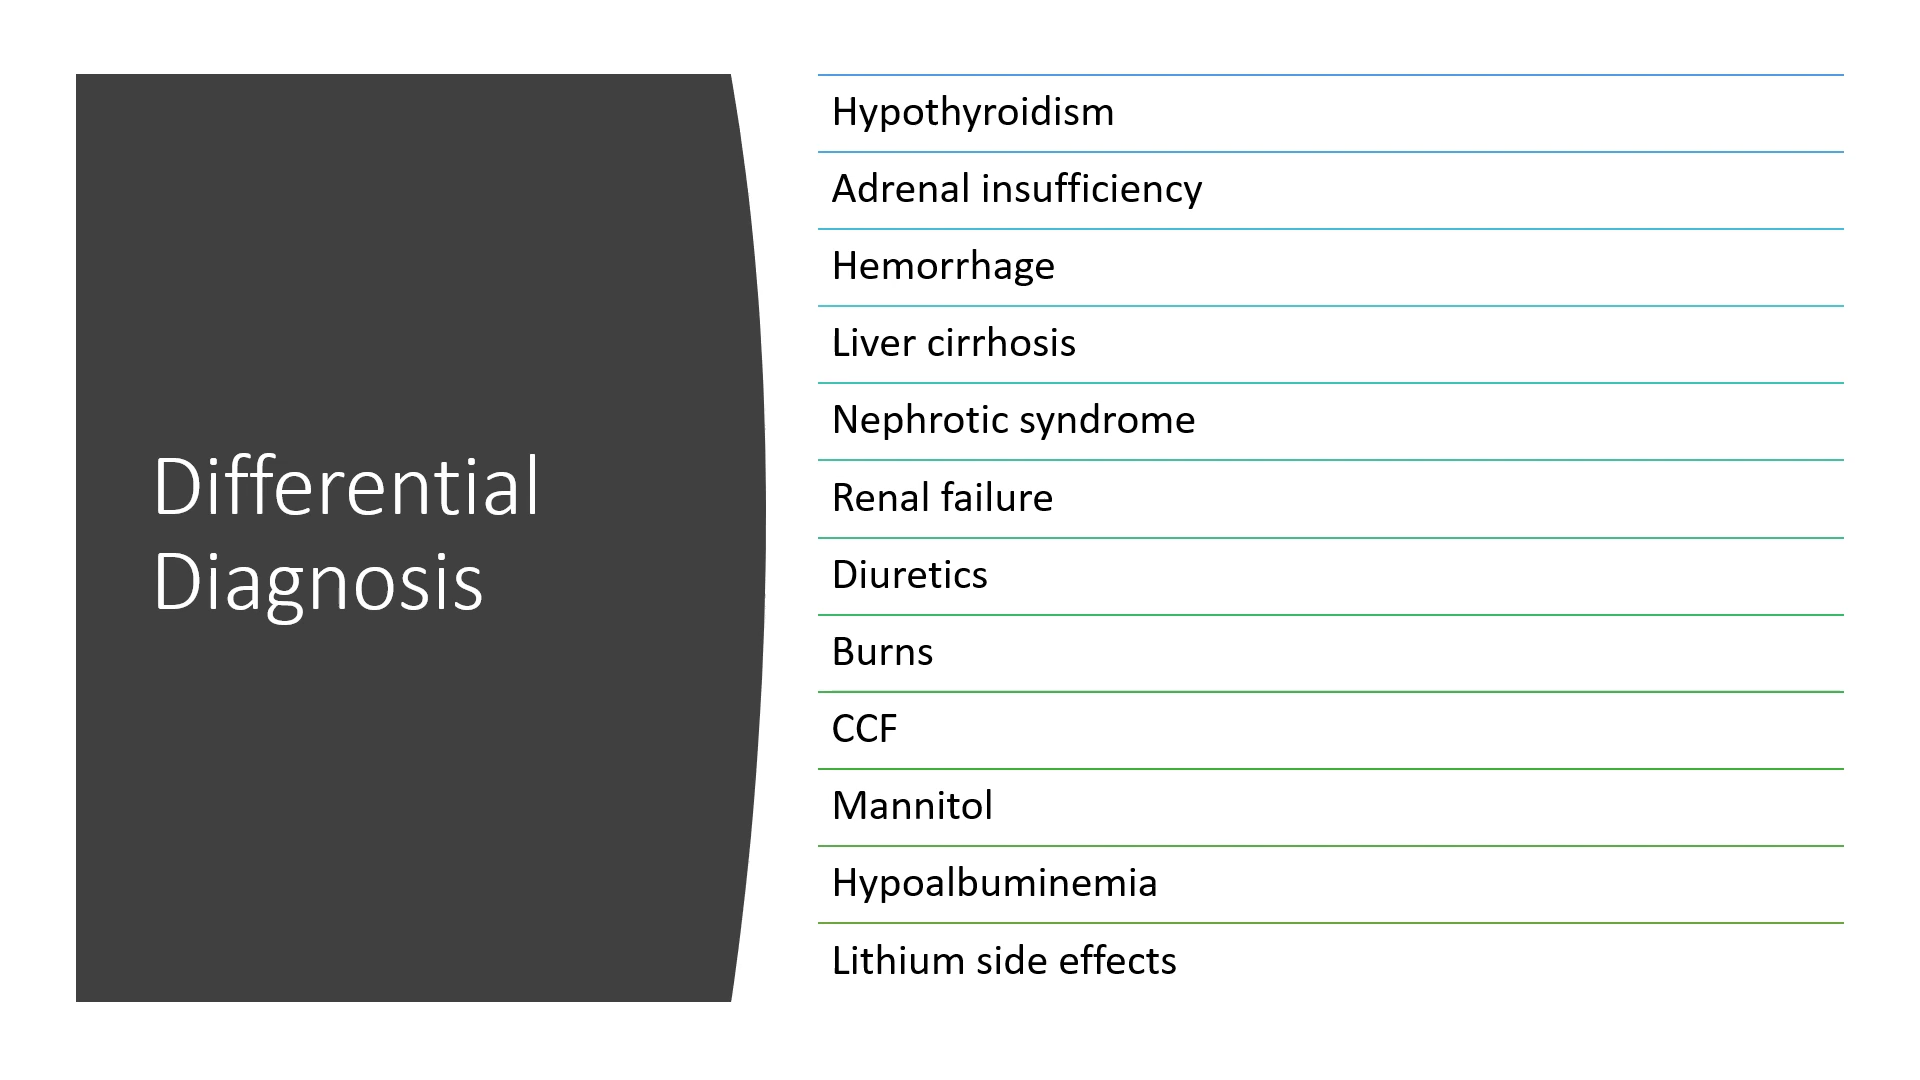 Differential
Diagnosis
Hypothyroidism
Adrenal insufficiency
Hemorrhage
Liver cirrhosis
Nephrotic syndrome
Renal failure
Diuretics
Burns
CCF
Mannitol
Hypoalbuminemia
Lithium side effects